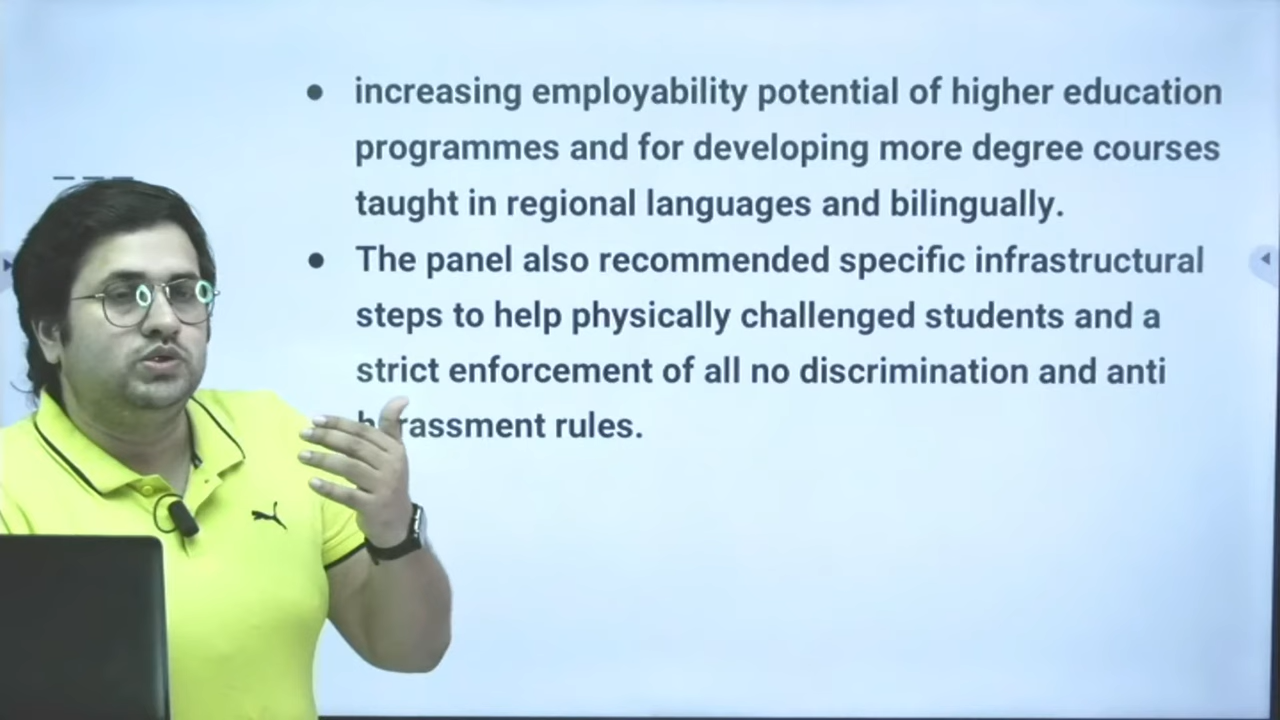 increasing employability potential of higher education
programmes and for developing more degree courses
taught in regional languages and bilingually.
The panel also recommended specific infrastructural
steps to help physically challenged students and a
strict enforcement of all no discrimination and anti
harassment rules.